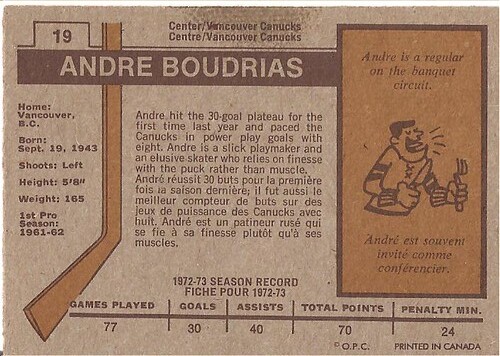 19
Center/Vancouver Canucks
Centre/Vancouver Canucks
ANDRE BOUDRIAS
Home:
Vancouver,
B.C.
Born:
Sept. 19, 1943
Shoots: Left
Height: 5'8"
Weight: 165
1st Pro
Season:
1961-62
Andre hit the 30-goal plateau for the
first time last year and paced the
Canucks in power play goals with
eight. Andre is a slick playmaker and
an elusive skater who relies on finesse
with the puck rather than muscle.
André réussit 30 buts pour la première
fois la saison dernière; il fut aussi le
meilleur compteur de buts sur des
jeux de puissance des Canucks avec
huit. André est un patineur rusé qui
se fie à sa finesse plutôt qu'à ses
muscles.
Andre is a regular
on the banquet
circuit.
André est souvent
invité comme
conférencier.
1972-73 SEASON RECORD
FICHE POUR 1972-73
GAMES PLAYED GOALS ASSISTS TOTAL POINTS PENALTY MIN.
77 30 40 70 24
© O.P.C. PRINTED IN CANADA